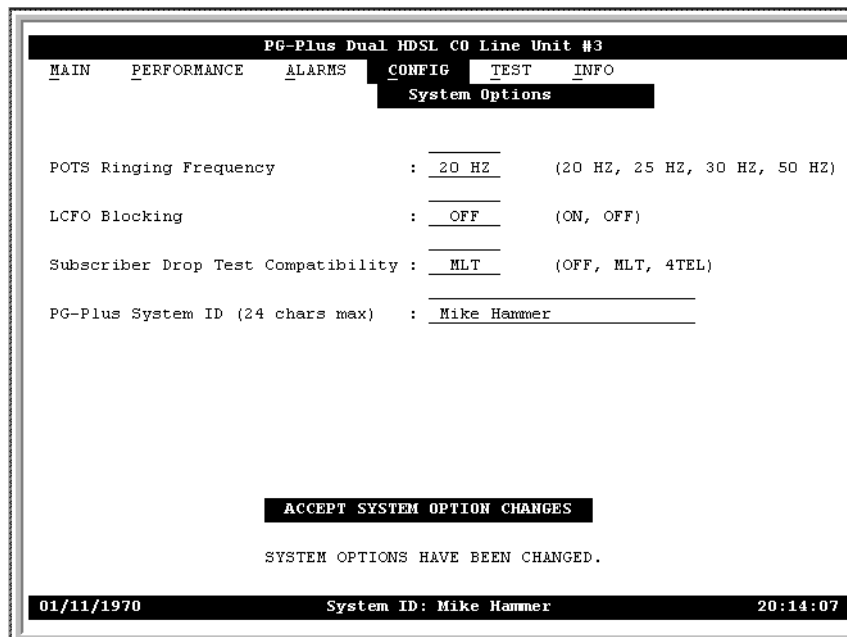 PG-Plus Dual HDSL CO Line Unit #3
MAIN PERFORMANCE ALARMS CONFIG TEST INFO
System Options
POTS Ringing Frequency : 20 HZ (20 HZ, 25 HZ, 30 HZ, 50 HZ)
LCFO Blocking : OFF (ON, OFF)
Subscriber Drop Test Compatibility : MLT (OFF, MLT, 4TEL)
PG-Plus System ID (24 chars max) : Mike Hammer
ACCEPT SYSTEM OPTION CHANGES
SYSTEM OPTIONS HAVE BEEN CHANGED.
01/11/1970 System ID: Mike Hammer 20:14:07